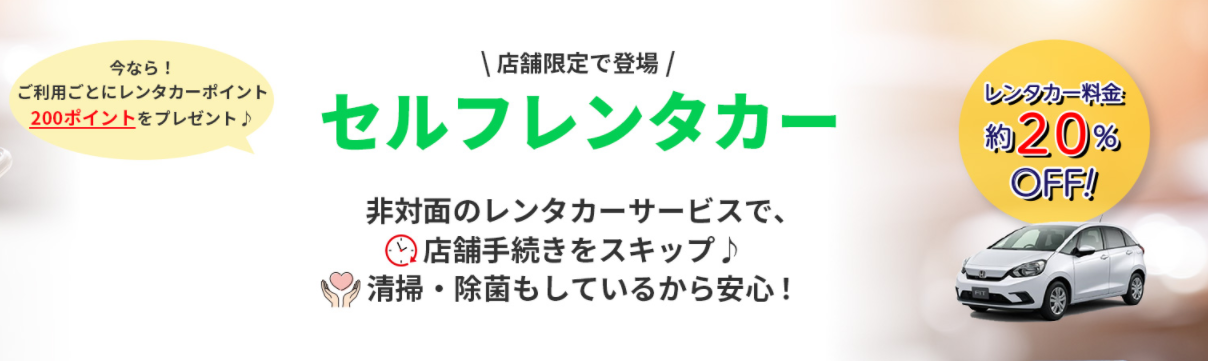 今なら！
ご利用ごとにレンタカーポイント
200ポイントをプレゼント♪
\ 店舗限定で登場 /
セルフレンタカー
非対面のレンタカーサービスで、
店舗手続きをスキップ♪
清掃・除菌もしているから安心！
レンタカー料金
約20%
OFF!
FIT